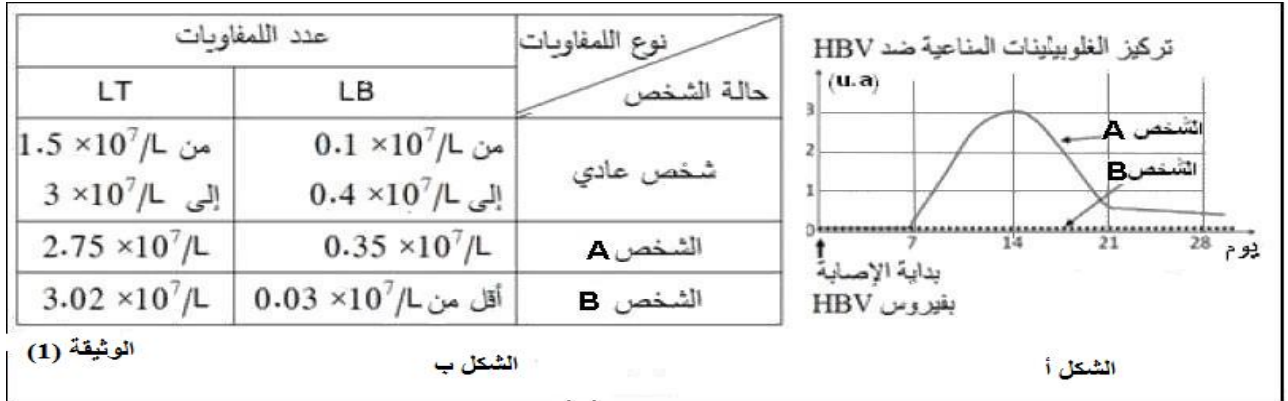 تركيز الغلوبيلينات المناعية ضد HBV
(u.a)
3
2
1
0
7 14 21 28
يوم
الشخص A
الشخص B
بداية الإصابة
بفيروس HBV
الشكل أ
نوع اللمفاويات
حالة الشخص
عدد اللمفاويات
LB LT
شخص عادي
من 0.1 ×10⁷/L من 1.5 ×10⁷/L
إلى 0.4 ×10⁷/L إلى 3 ×10⁷/L
الشخص A 0.35 ×10⁷/L 2.75 ×10⁷/L
الشخص B أقل من 0.03 ×10⁷/L 3.02 ×10⁷/L
الشكل ب
الوثيقة (1)